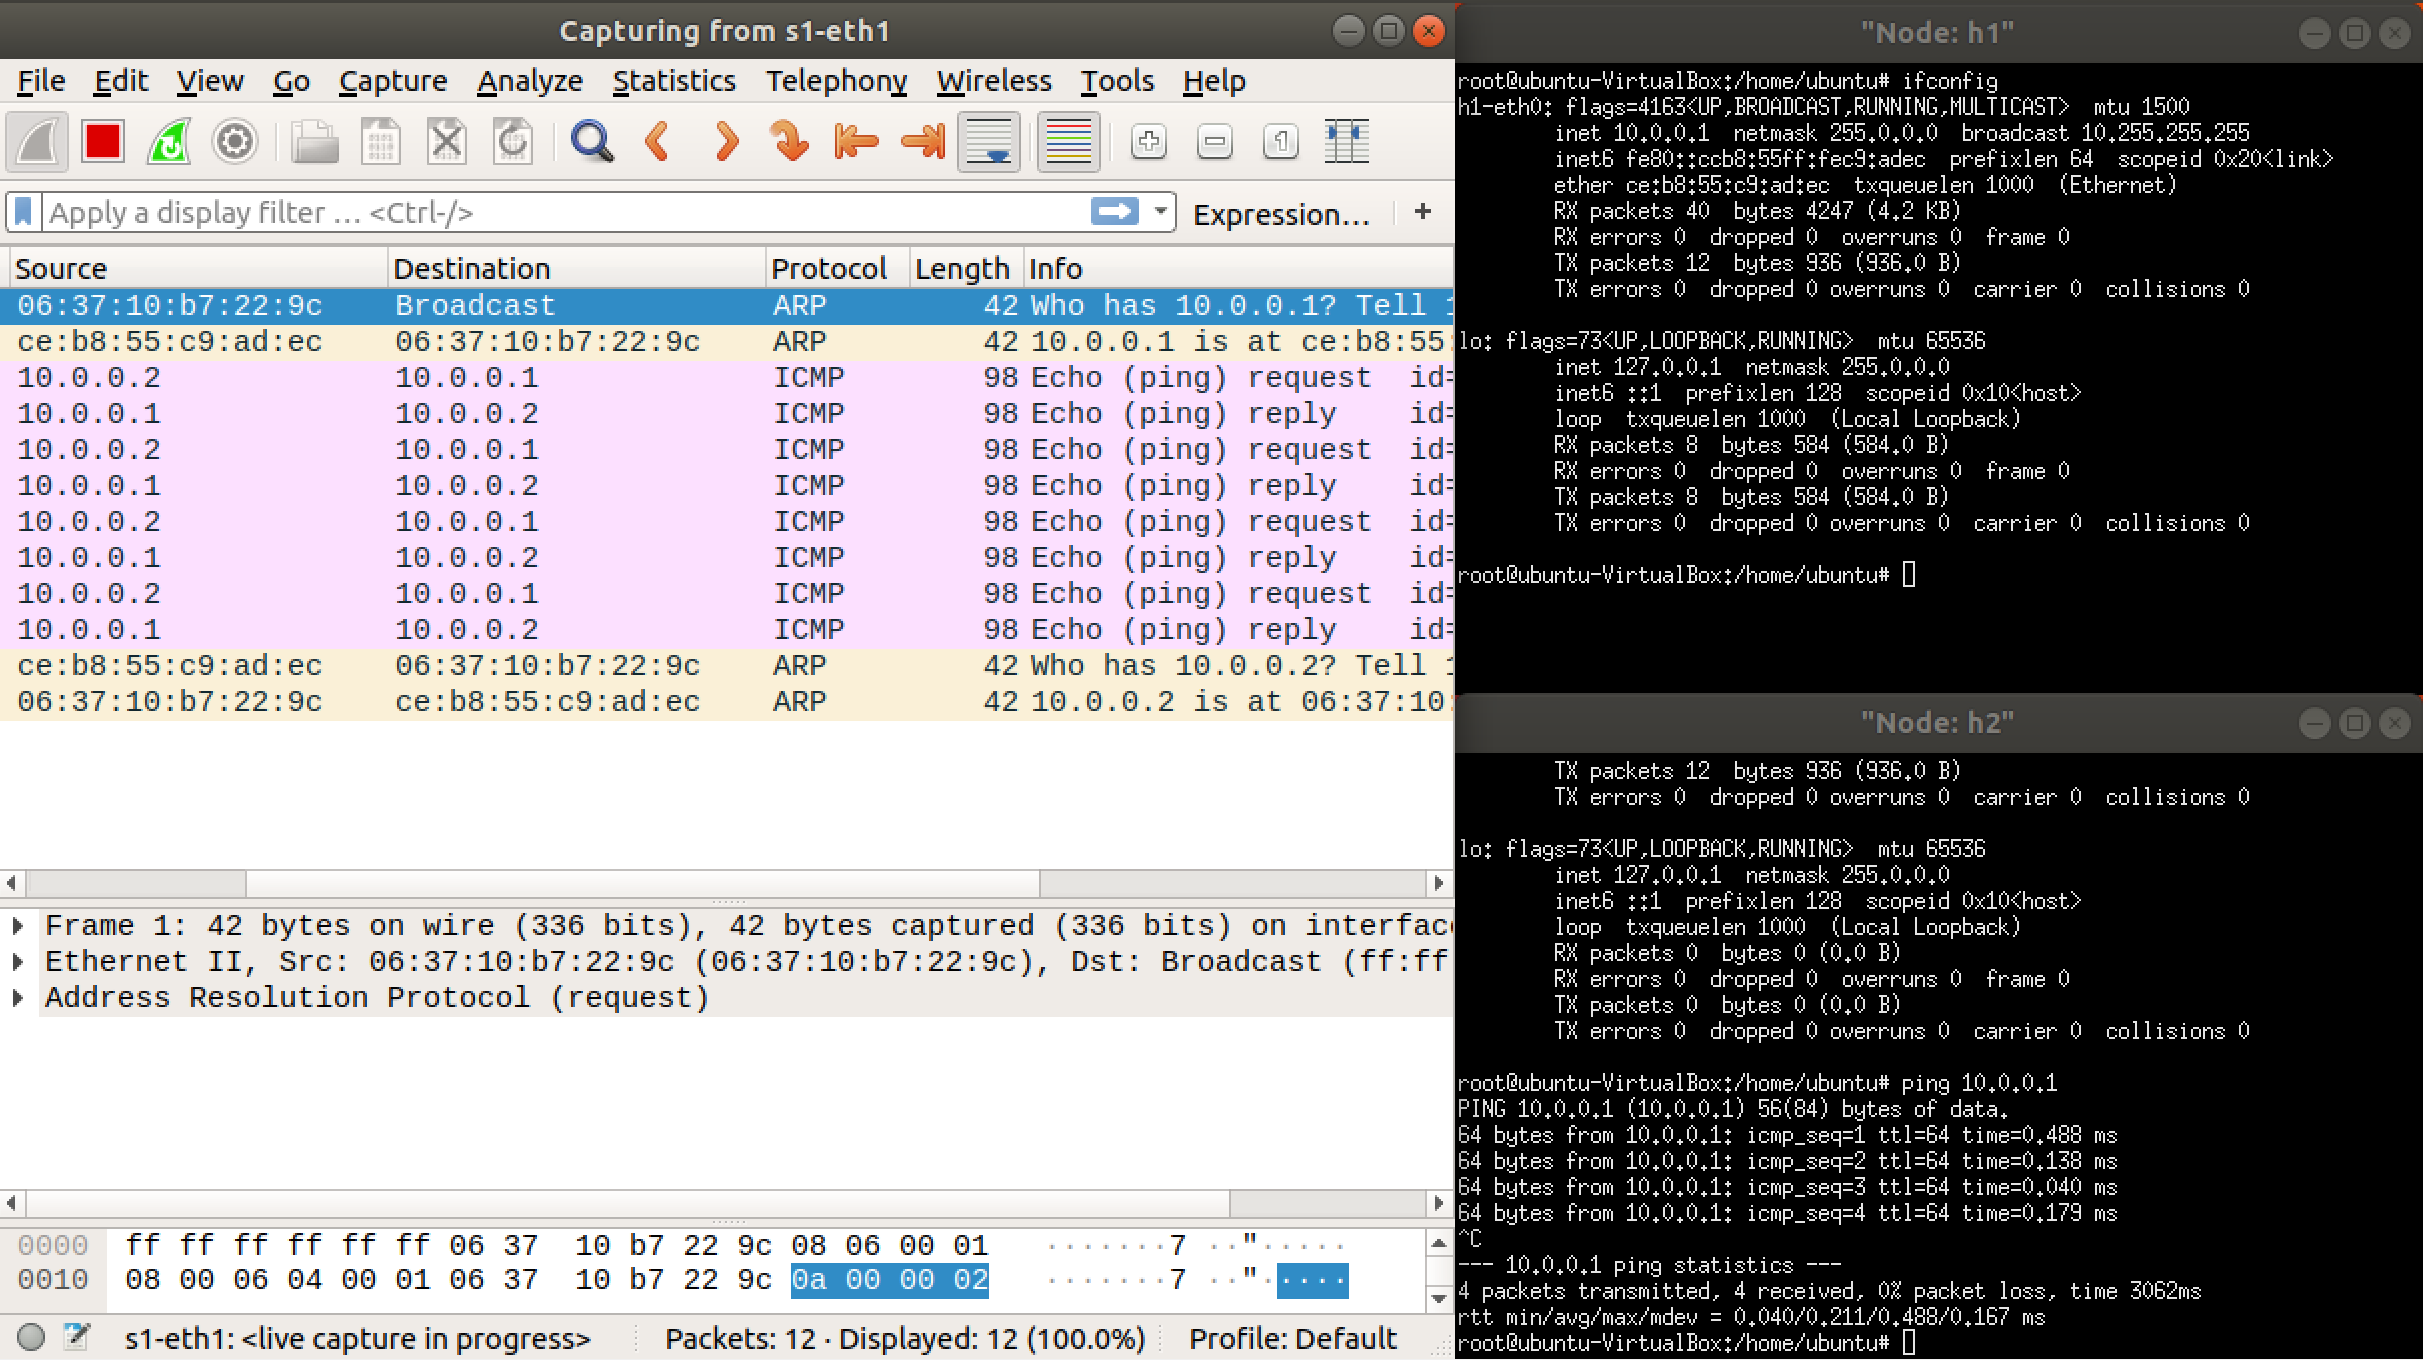 Capturing from s1-eth1
File Edit View Go Capture Analyze Statistics Telephony Wireless Tools Help
Apply a display filter … <Ctrl-/> Expression… +
Source Destination Protocol Length Info
06:37:10:b7:22:9c Broadcast ARP 42 Who has 10.0.0.1? Tell 1
ce:b8:55:c9:ad:ec 06:37:10:b7:22:9c ARP 42 10.0.0.1 is at ce:b8:55:
10.0.0.2 10.0.0.1 ICMP 98 Echo (ping) request id=
10.0.0.1 10.0.0.2 ICMP 98 Echo (ping) reply id=
10.0.0.2 10.0.0.1 ICMP 98 Echo (ping) request id=
10.0.0.1 10.0.0.2 ICMP 98 Echo (ping) reply id=
10.0.0.2 10.0.0.1 ICMP 98 Echo (ping) request id=
10.0.0.1 10.0.0.2 ICMP 98 Echo (ping) reply id=
10.0.0.2 10.0.0.1 ICMP 98 Echo (ping) request id=
10.0.0.1 10.0.0.2 ICMP 98 Echo (ping) reply id=
ce:b8:55:c9:ad:ec 06:37:10:b7:22:9c ARP 42 Who has 10.0.0.2? Tell 1
06:37:10:b7:22:9c ce:b8:55:c9:ad:ec ARP 42 10.0.0.2 is at 06:37:10:
Frame 1: 42 bytes on wire (336 bits), 42 bytes captured (336 bits) on interfac
Ethernet II, Src: 06:37:10:b7:22:9c (06:37:10:b7:22:9c), Dst: Broadcast (ff:ff
Address Resolution Protocol (request)
0000 ff ff ff ff ff ff 06 37 10 b7 22 9c 08 06 00 01 ·······7 ··"·····
0010 08 00 06 04 00 01 06 37 10 b7 22 9c 0a 00 00 02 ·······7 ··"·····
s1-eth1: <live capture in progress> Packets: 12 · Displayed: 12 (100.0%) Profile: Default
"Node: h1"
root@ubuntu-VirtualBox:/home/ubuntu# ifconfig
h1-eth0: flags=4163<UP,BROADCAST,RUNNING,MULTICAST> mtu 1500
inet 10.0.0.1 netmask 255.0.0.0 broadcast 10.255.255.255
inet6 fe80::ccb8:55ff:fec9:adec prefixlen 64 scopeid 0x20<link>
ether ce:b8:55:c9:ad:ec txqueuelen 1000 (Ethernet)
RX packets 40 bytes 4247 (4.2 KB)
RX errors 0 dropped 0 overruns 0 frame 0
TX packets 12 bytes 936 (936.0 B)
TX errors 0 dropped 0 overruns 0 carrier 0 collisions 0
lo: flags=73<UP,LOOPBACK,RUNNING> mtu 65536
inet 127.0.0.1 netmask 255.0.0.0
inet6 ::1 prefixlen 128 scopeid 0x10<host>
loop txqueuelen 1000 (Local Loopback)
RX packets 8 bytes 584 (584.0 B)
RX errors 0 dropped 0 overruns 0 frame 0
TX packets 8 bytes 584 (584.0 B)
TX errors 0 dropped 0 overruns 0 carrier 0 collisions 0
root@ubuntu-VirtualBox:/home/ubuntu#
"Node: h2"
TX packets 12 bytes 936 (936.0 B)
TX errors 0 dropped 0 overruns 0 carrier 0 collisions 0
lo: flags=73<UP,LOOPBACK,RUNNING> mtu 65536
inet 127.0.0.1 netmask 255.0.0.0
inet6 ::1 prefixlen 128 scopeid 0x10<host>
loop txqueuelen 1000 (Local Loopback)
RX packets 0 bytes 0 (0.0 B)
RX errors 0 dropped 0 overruns 0 frame 0
TX packets 0 bytes 0 (0.0 B)
TX errors 0 dropped 0 overruns 0 carrier 0 collisions 0
root@ubuntu-VirtualBox:/home/ubuntu# ping 10.0.0.1
PING 10.0.0.1 (10.0.0.1) 56(84) bytes of data.
64 bytes from 10.0.0.1: icmp_seq=1 ttl=64 time=0.488 ms
64 bytes from 10.0.0.1: icmp_seq=2 ttl=64 time=0.138 ms
64 bytes from 10.0.0.1: icmp_seq=3 ttl=64 time=0.040 ms
64 bytes from 10.0.0.1: icmp_seq=4 ttl=64 time=0.179 ms
^C
--- 10.0.0.1 ping statistics ---
4 packets transmitted, 4 received, 0% packet loss, time 3062ms
rtt min/avg/max/mdev = 0.040/0.211/0.488/0.167 ms
root@ubuntu-VirtualBox:/home/ubuntu#